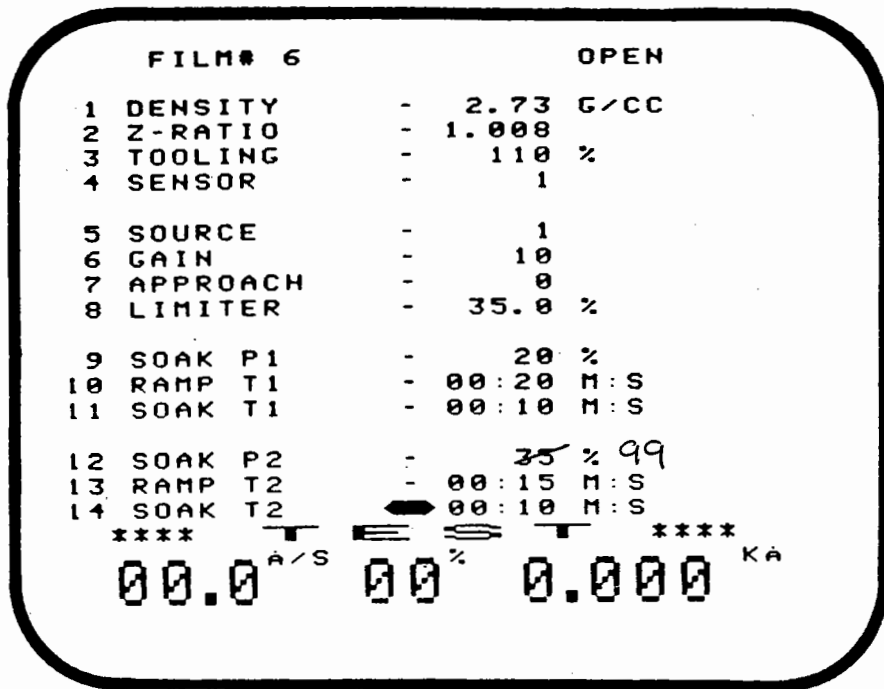 FILM# 6 OPEN
1 DENSITY - 2.73 G/CC
2 Z-RATIO - 1.008
3 TOOLING - 110 %
4 SENSOR - 1
5 SOURCE - 1
6 GAIN - 10
7 APPROACH - 0
8 LIMITER - 35.0 %
9 SOAK P1 - 20 %
10 RAMP T1 - 00:20 M:S
11 SOAK T1 - 00:10 M:S
12 SOAK P2 - 35 % 99
13 RAMP T2 - 00:15 M:S
14 SOAK T2 00:10 M:S
**** ****
00.0 Å/S 00 % 0.000 KÅ